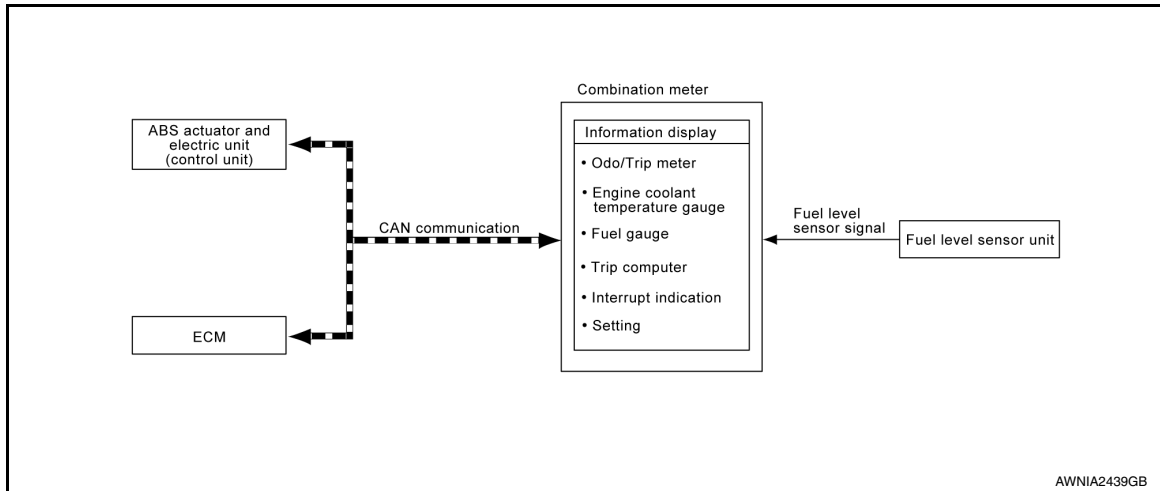 Combination meter
ABS actuator and
electric unit
(control unit)
Information display
• Odo/Trip meter
• Engine coolant
temperature gauge
• Fuel gauge
• Trip computer
• Interrupt indication
• Setting
CAN communication
Fuel level
sensor signal
Fuel level sensor unit
ECM
AWNIA2439GB